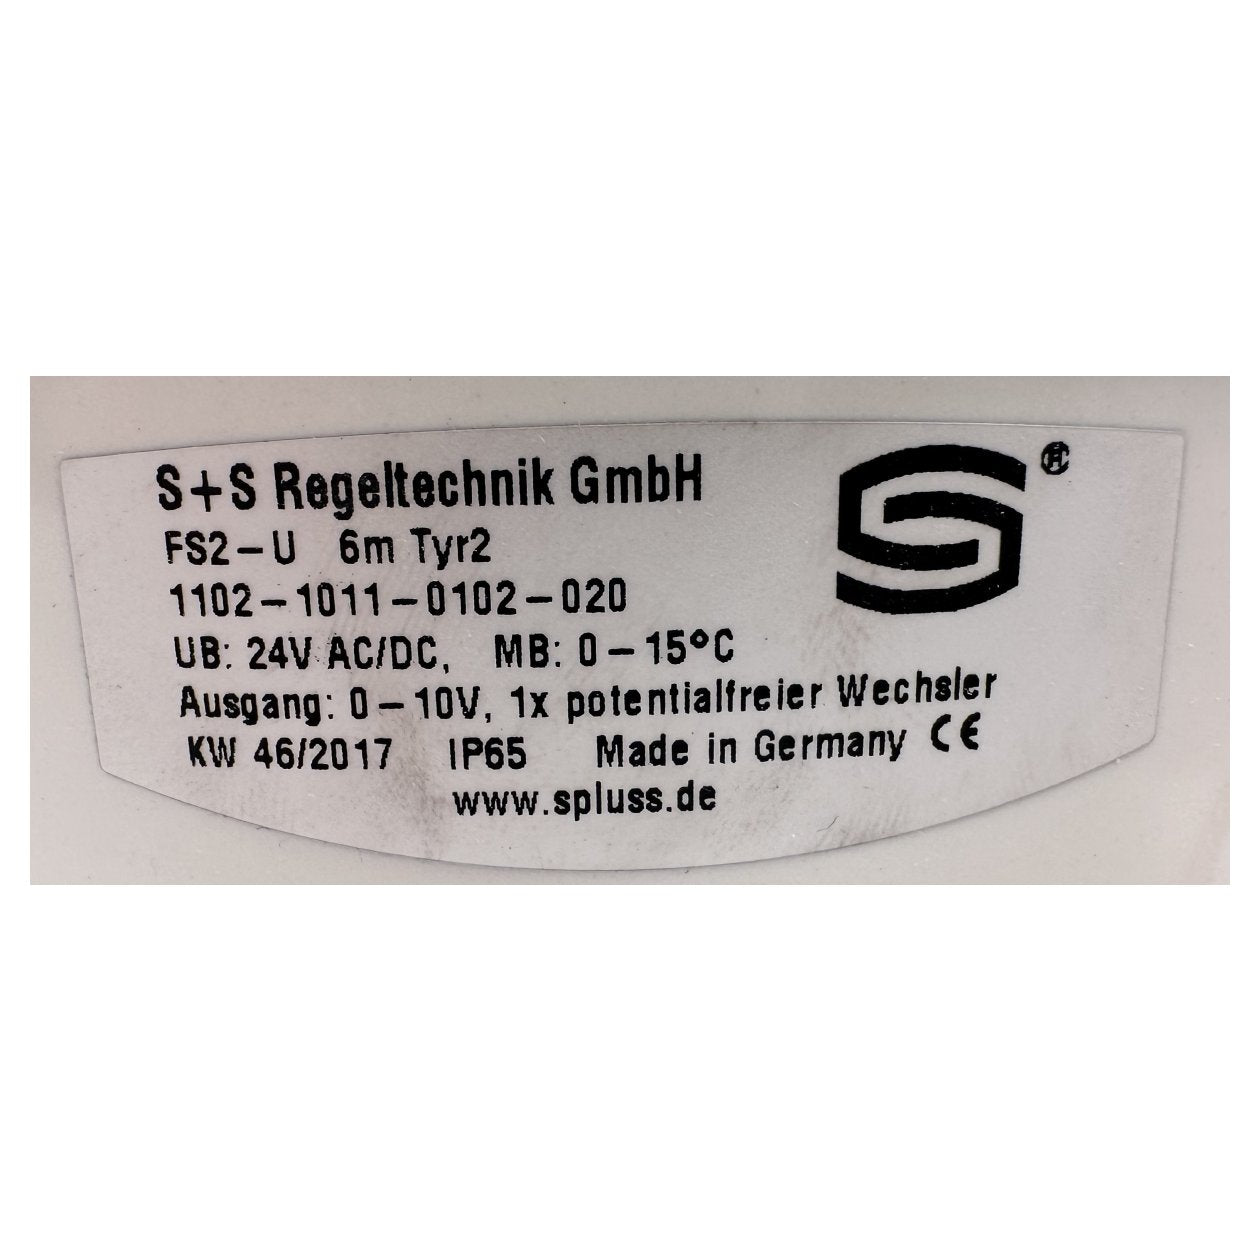 S+S Regeltechnik GmbH
®
FS2-U 6m Tyr2
1102-1011-0102-020
UB: 24V AC/DC, MB: 0-15°C
Ausgang: 0-10V, 1x potentialfreier Wechsler
KW 46/2017 IP65 Made in Germany CE
www.spluss.de